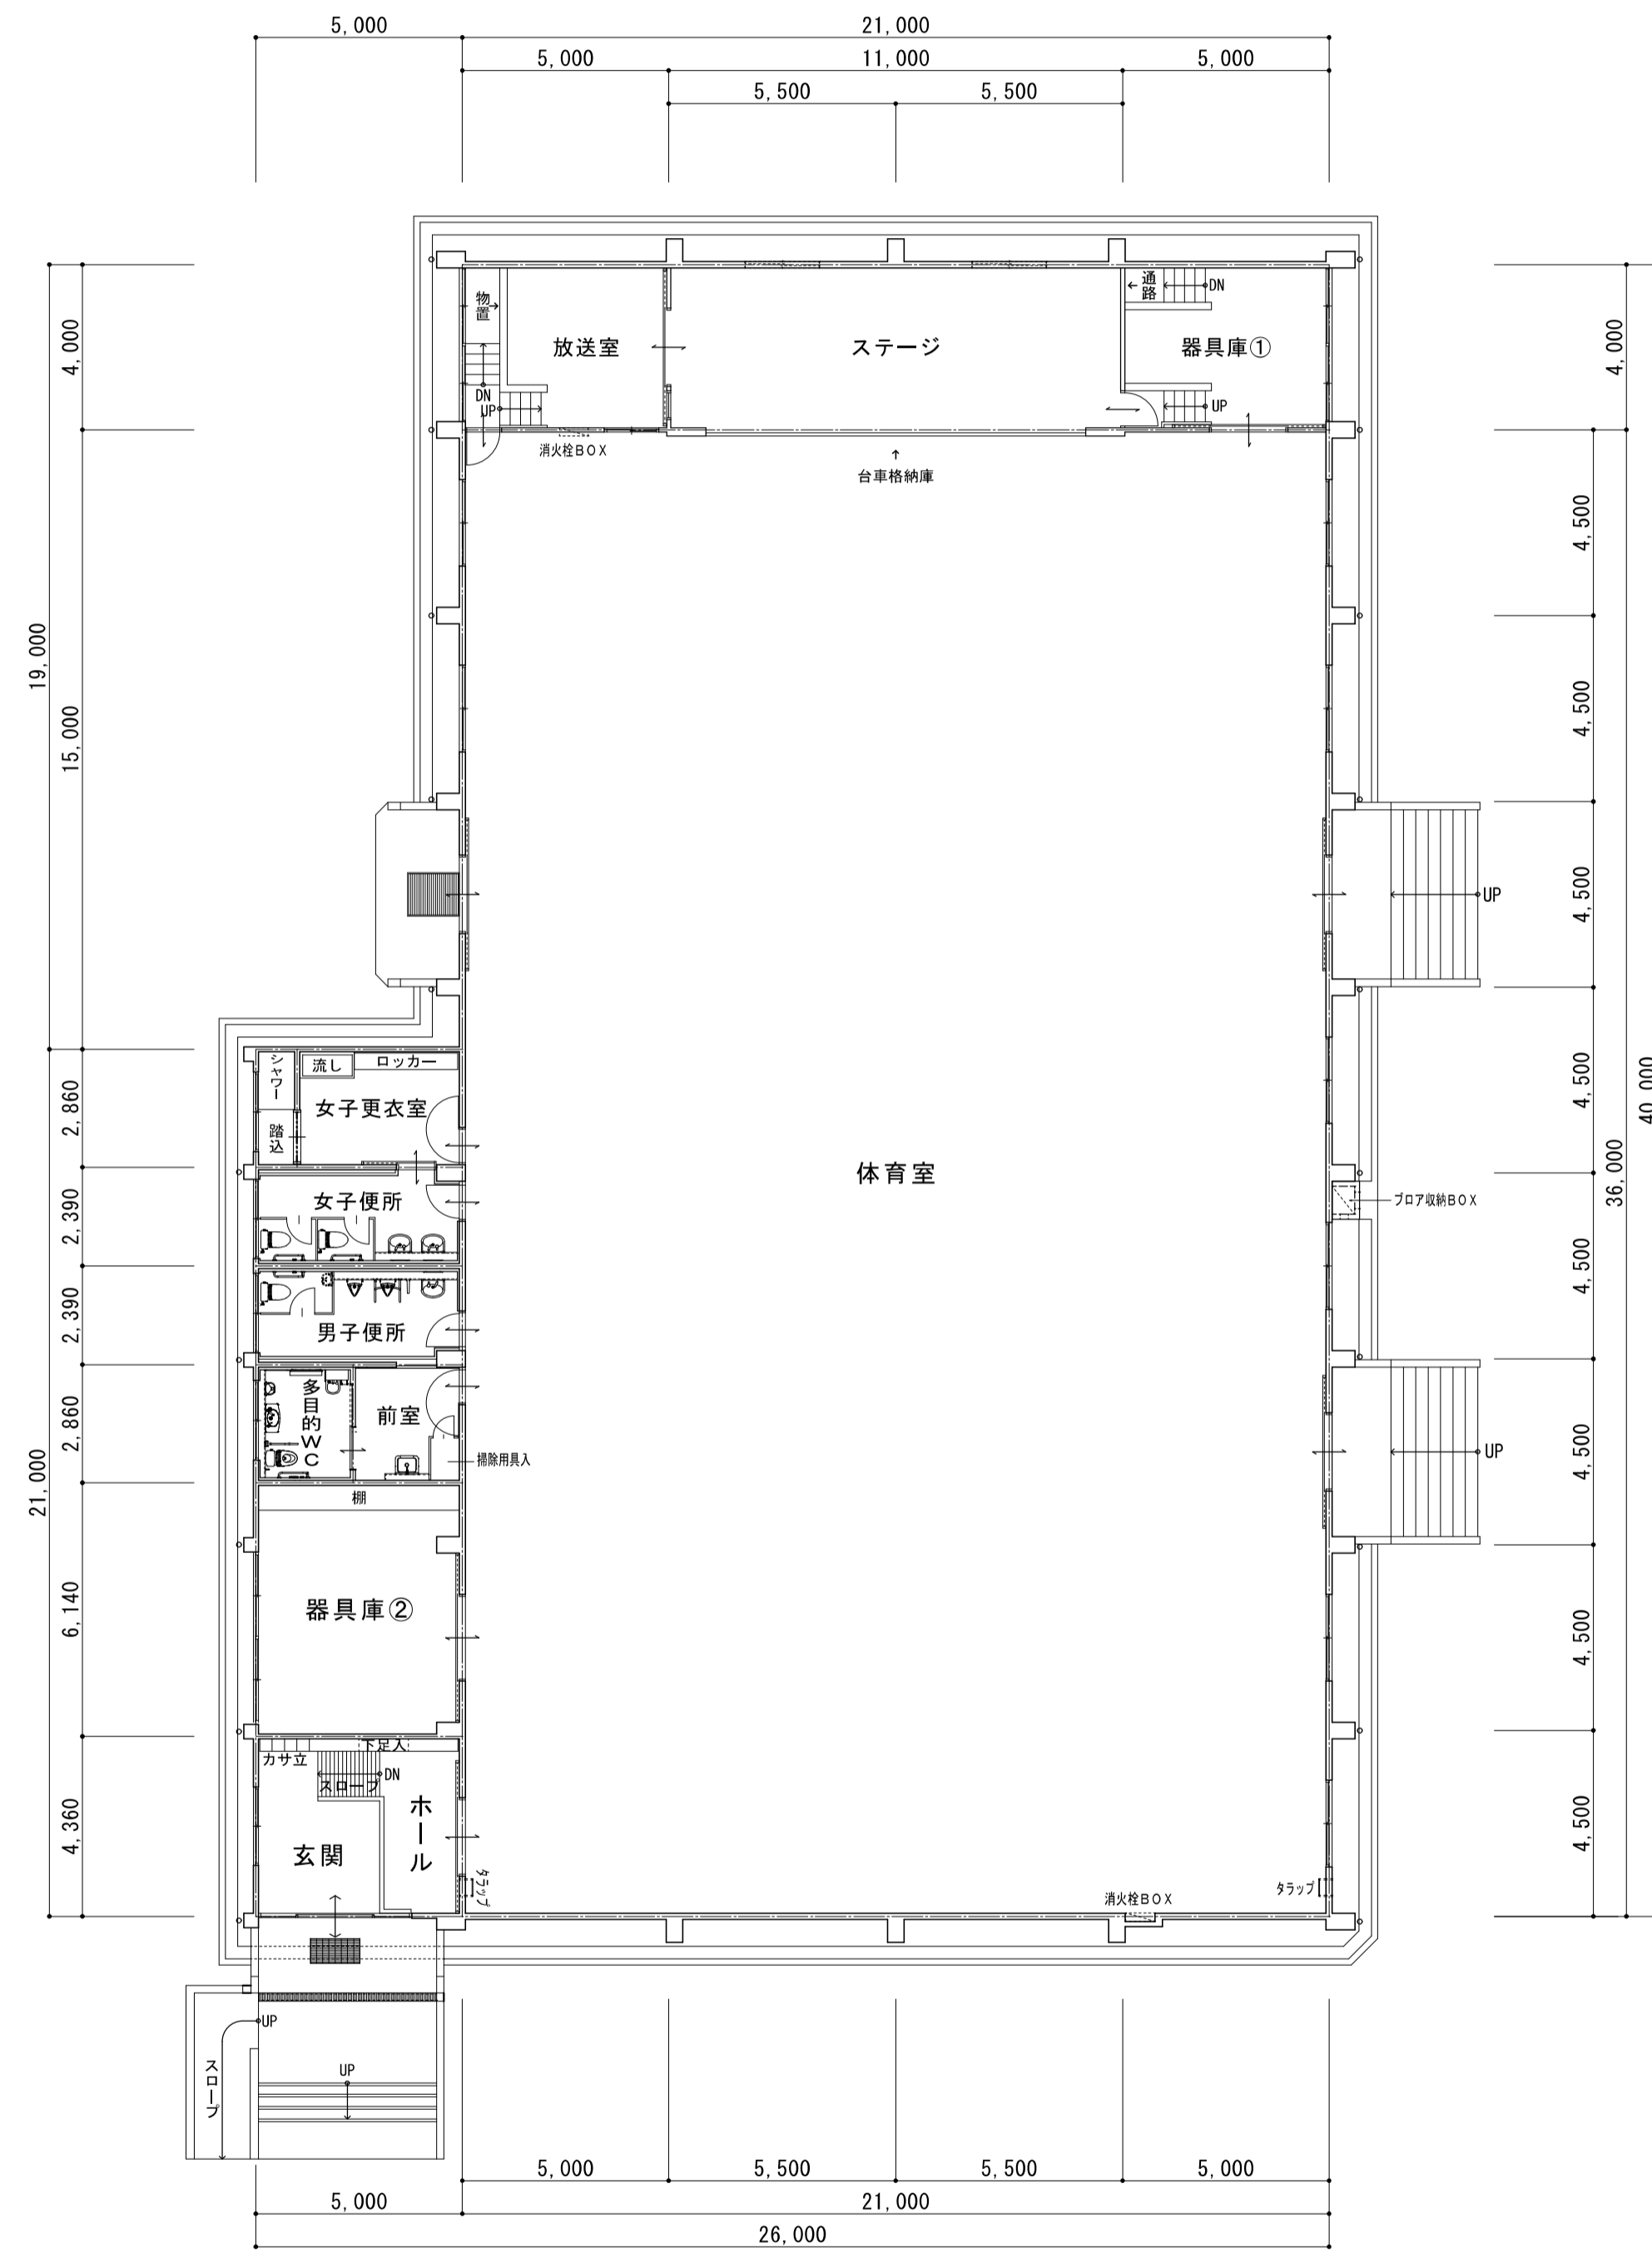 5,000
21,000
5,000
11,000
5,000
5,500
5,500
物置
DN
UP
放送室
ステージ
通路
DN
器具庫①
UP
消火栓BOX
台車格納庫
4,000
19,000
15,000
4,000
4,500
4,500
4,500
4,500
4,500
4,500
4,500
4,500
36,000
40,000
UP
UP
シャワー
流し
ロッカー
女子更衣室
踏込
女子便所
男子便所
多目的WC
前室
掃除用具入
棚
器具庫②
体育室
ブロア収納BOX
2,860
2,390
2,390
2,860
21,000
6,140
4,360
カサ立
下足入
スロープ
DN
玄関
ホール
タラップ
消火栓BOX
タラップ
UP
スロープ
UP
5,000
5,500
5,500
5,000
5,000
21,000
26,000